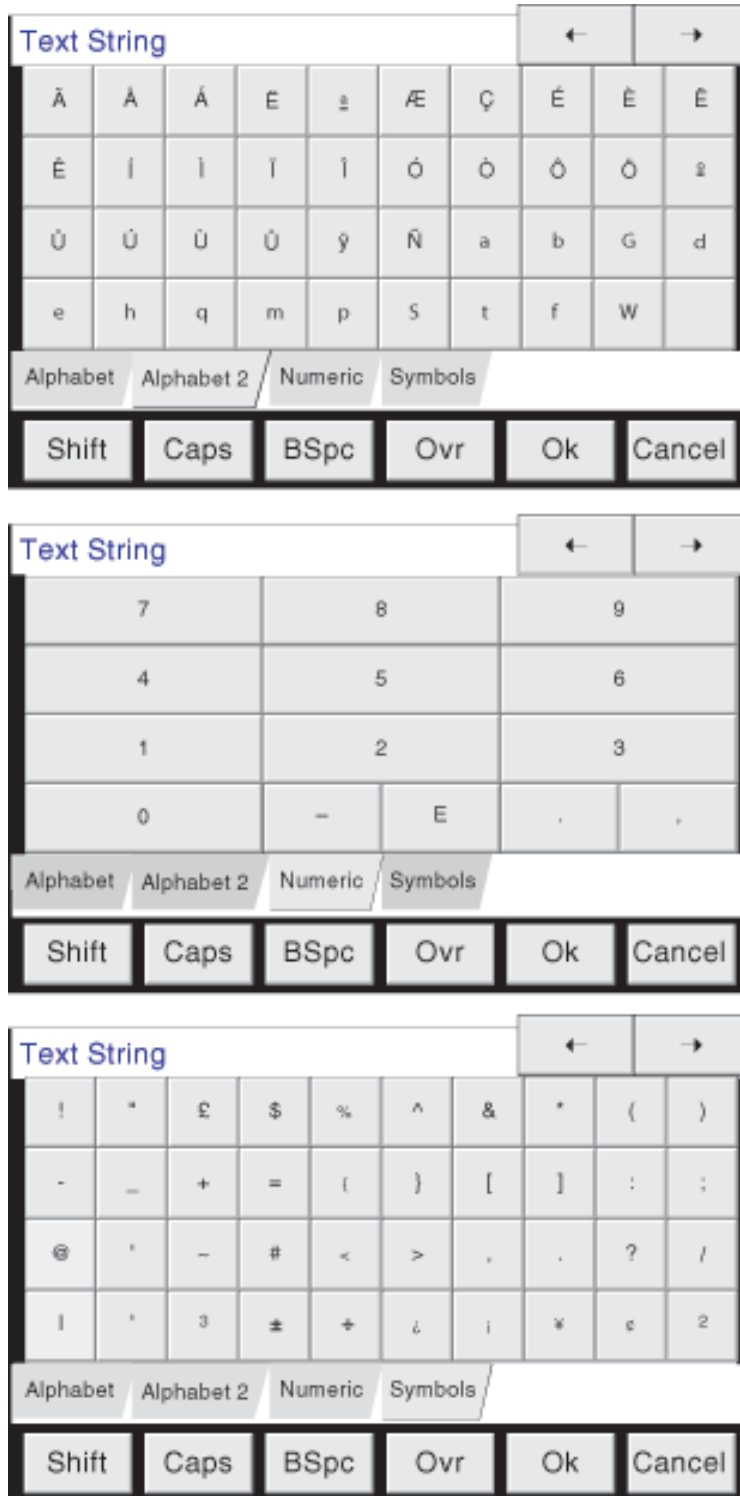 Text String ← →
Ã Å Á Ë ª Æ Ç É È Ê
Ê Í Ì Ï Î Ó Ò Ô Õ º
Ù Ú Ü Û ÿ Ñ a b G d
e h q m p S t f W
Alphabet Alphabet 2 Numeric Symbols
Shift Caps BSpc Ovr Ok Cancel
Text String ← →
7 8 9
4 5 6
1 2 3
0 – E . ,
Alphabet Alphabet 2 Numeric Symbols
Shift Caps BSpc Ovr Ok Cancel
Text String ← →
! " £ $ % ^ & * ( )
- _ + = { } [ ] : ;
@ ' ~ # < > , . ? /
| ' ³ ± ÷ ¿ ¡ ¥ ¢ ²
Alphabet Alphabet 2 Numeric Symbols
Shift Caps BSpc Ovr Ok Cancel